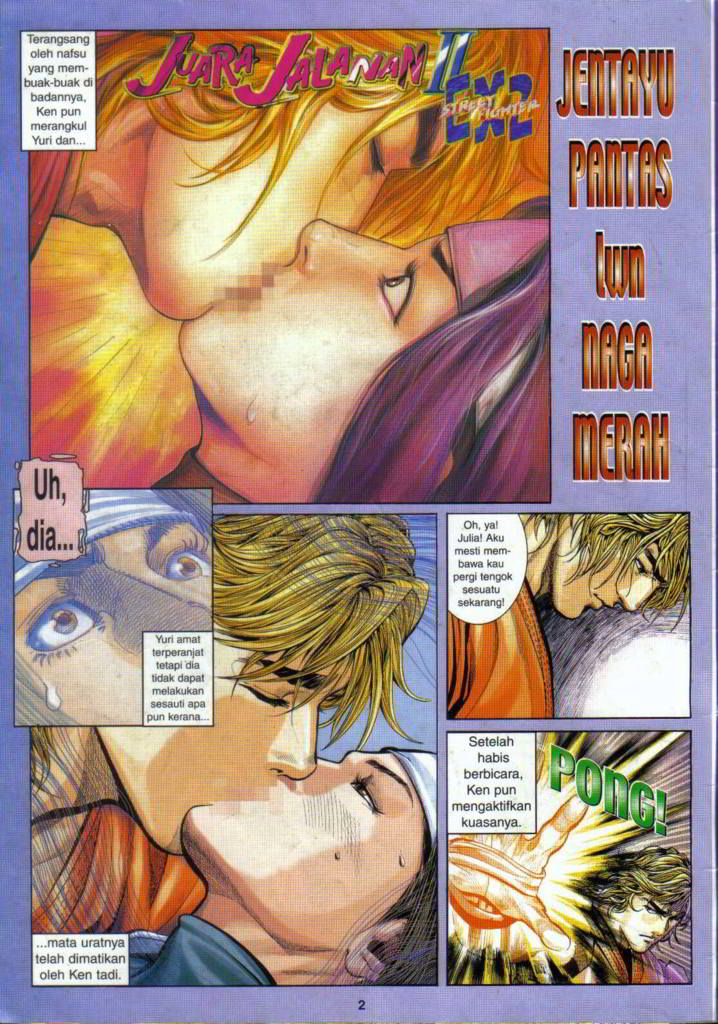 Terangsang
oleh nafsu
yang mem-
buak-buak di
badannya,
Ken pun
merangkul
Yuri dan...
JUARA JALANAN II
STREET FIGHTER
EX2
JENTAYU
PANTAS
lwn
NAGA
MERAH
Uh,
dia...
Yuri amat
terperanjat
tetapi dia
tidak dapat
melakukan
sesauti apa
pun kerana...
...mata uratnya
telah dimatikan
oleh Ken tadi.
Oh, ya!
Julia! Aku
mesti mem-
bawa kau
pergi tengok
sesuatu
sekarang!
Setelah
habis
berbicara,
Ken pun
mengaktifkan
kuasanya.
PONG!
2